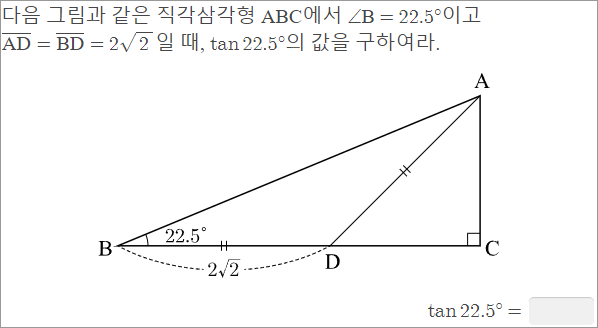 다음 그림과 같은 직각삼각형 ABC에서 ∠B = 22.5°이고
A̅D̅ = B̅D̅ = 2√2 일 때, tan 22.5°의 값을 구하여라.
A
22.5°
B
C
D
2√2
tan 22.5° =